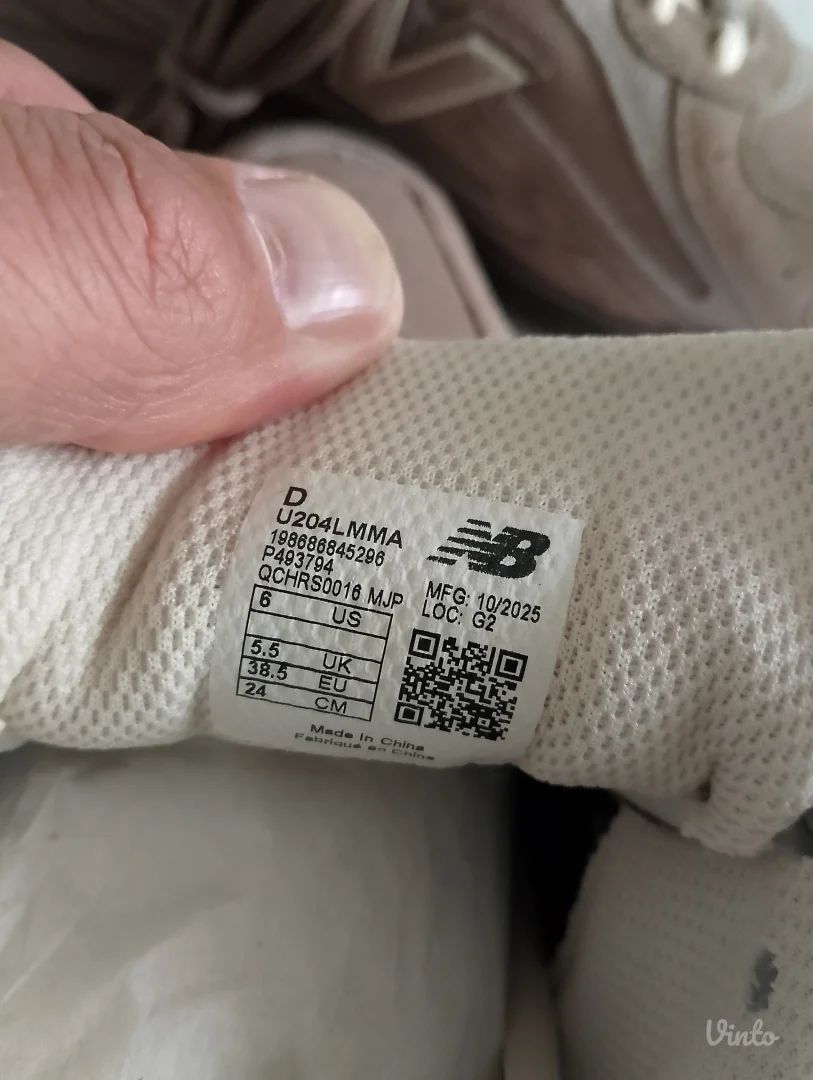 D
U204LMMA
198686845296
P493794
QCHRS0016 MJP
6 US
5.5 UK
38.5 EU
24 CM
NB
MFG: 10/2025
LOC: G2
Made In China
Fabriqué en Chine
Vinto